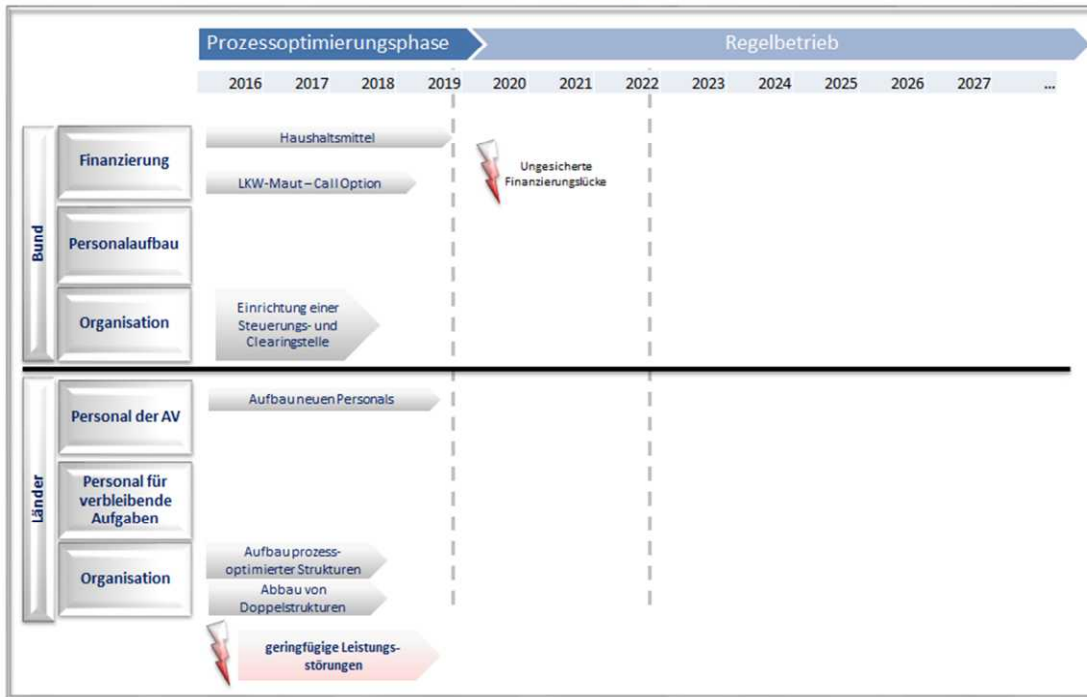 Prozessoptimierungsphase
Regelbetrieb
2016 2017 2018 2019 2020 2021 2022 2023 2024 2025 2026 2027 ...
Bund
Finanzierung
Haushaltsmittel
LKW-Maut – Call Option
Ungesicherte
Finanzierungslücke
Personalaufbau
Organisation
Einrichtung einer
Steuerungs- und
Clearingstelle
Länder
Personal der AV
Aufbau neuen Personals
Personal für
verbleibende
Aufgaben
Organisation
Aufbau prozess-
optimierter Strukturen
Abbau von
Doppelstrukturen
geringfügige Leistungs-
störungen